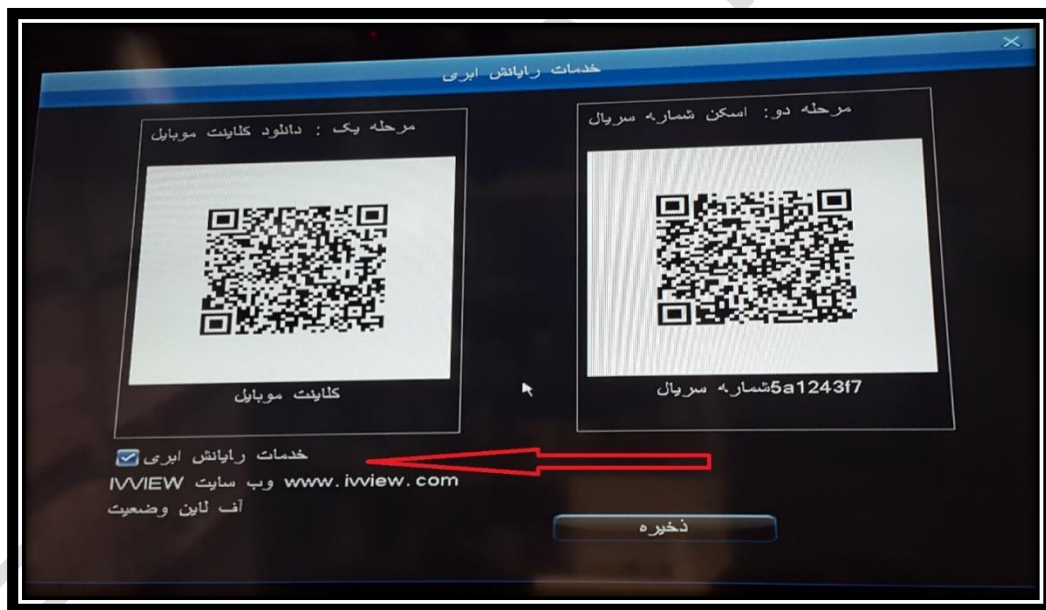 خدمات رایانش ابری
مرحله دو: اسکن شماره سریال
مرحله یک : دانلود کلاینت موبایل
5a1243f7شماره سریال
کلاینت موبایل
خدمات رایانش ابری
IVVIEW وب سایت www.ivview.com
آف لاین وضعیت
ذخیره